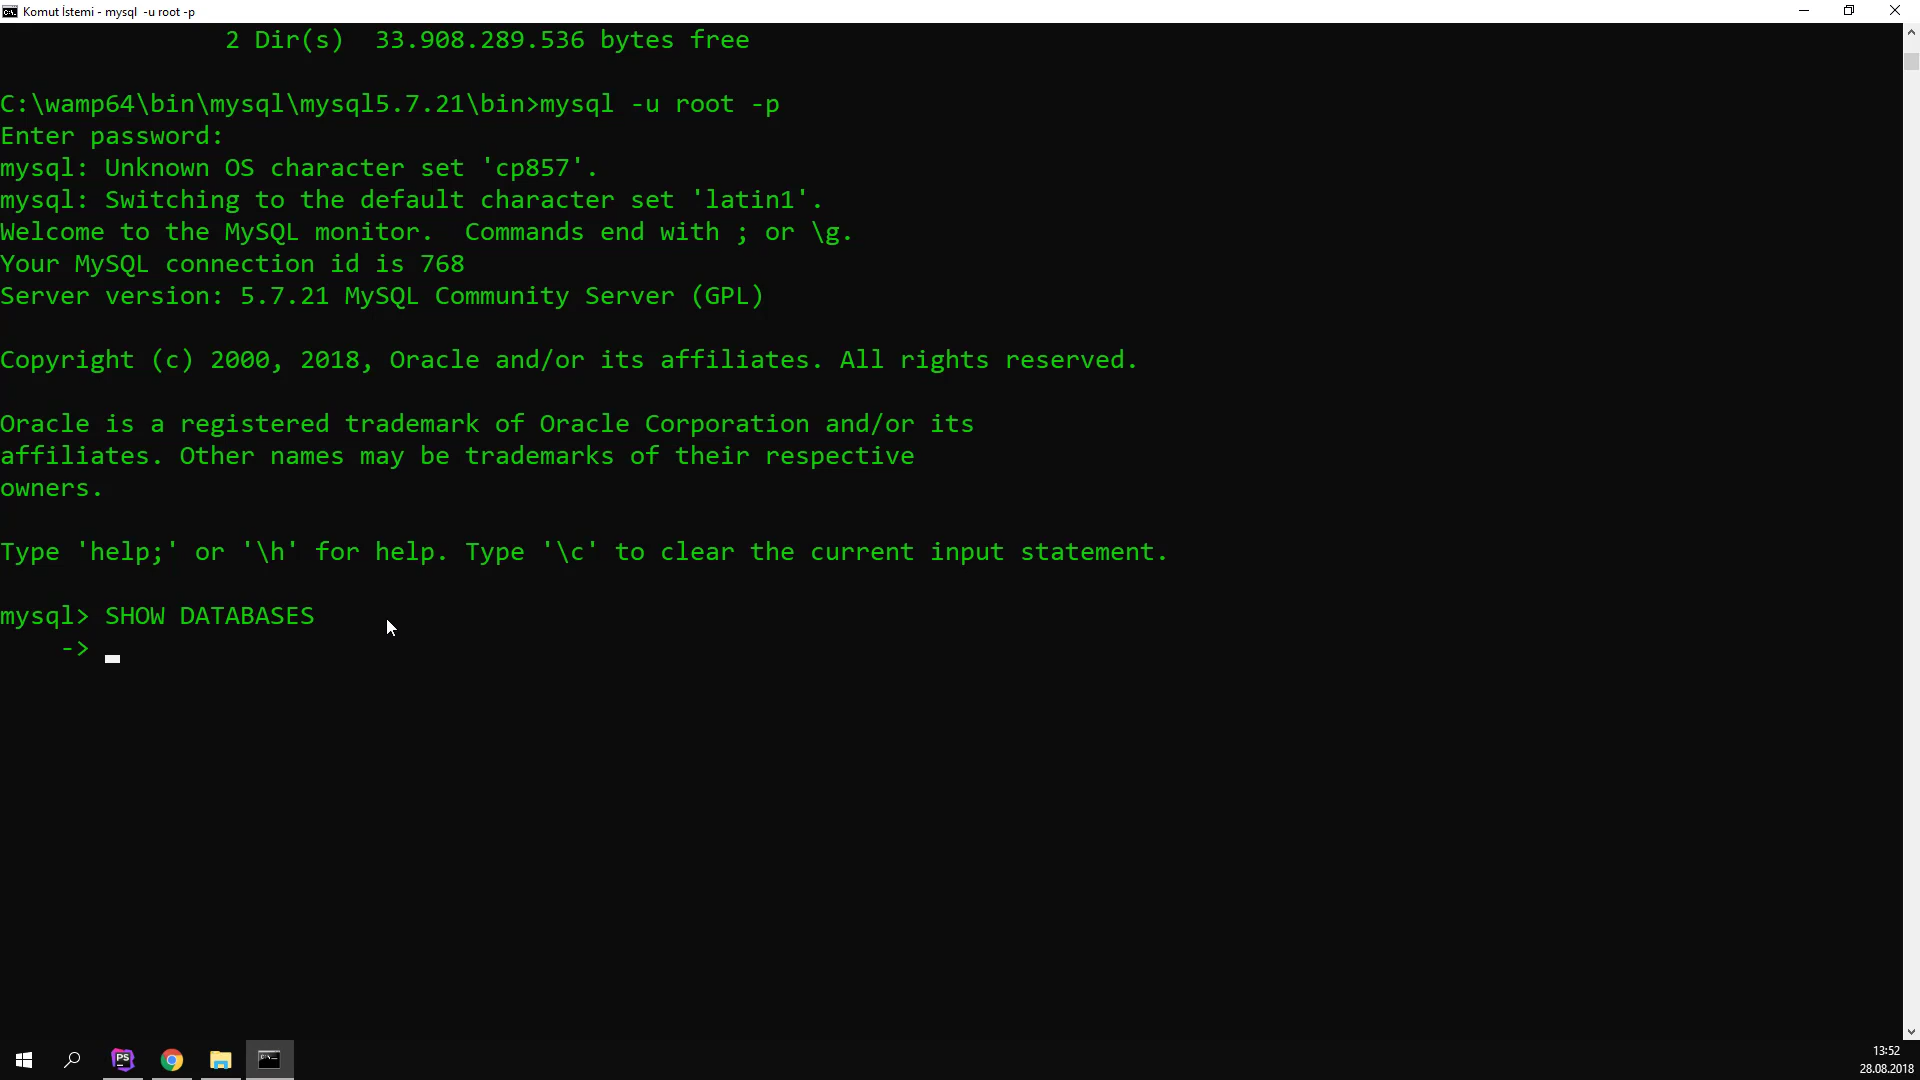 Komut İstemi - mysql  -u root -p
2 Dir(s)  33.908.289.536 bytes free
C:\wamp64\bin\mysql\mysql5.7.21\bin>mysql -u root -p
Enter password:
mysql: Unknown OS character set 'cp857'.
mysql: Switching to the default character set 'latin1'.
Welcome to the MySQL monitor.  Commands end with ; or \g.
Your MySQL connection id is 768
Server version: 5.7.21 MySQL Community Server (GPL)
Copyright (c) 2000, 2018, Oracle and/or its affiliates. All rights reserved.
Oracle is a registered trademark of Oracle Corporation and/or its
affiliates. Other names may be trademarks of their respective
owners.
Type 'help;' or '\h' for help. Type '\c' to clear the current input statement.
mysql> SHOW DATABASES
->
PS
13:52
28.08.2018